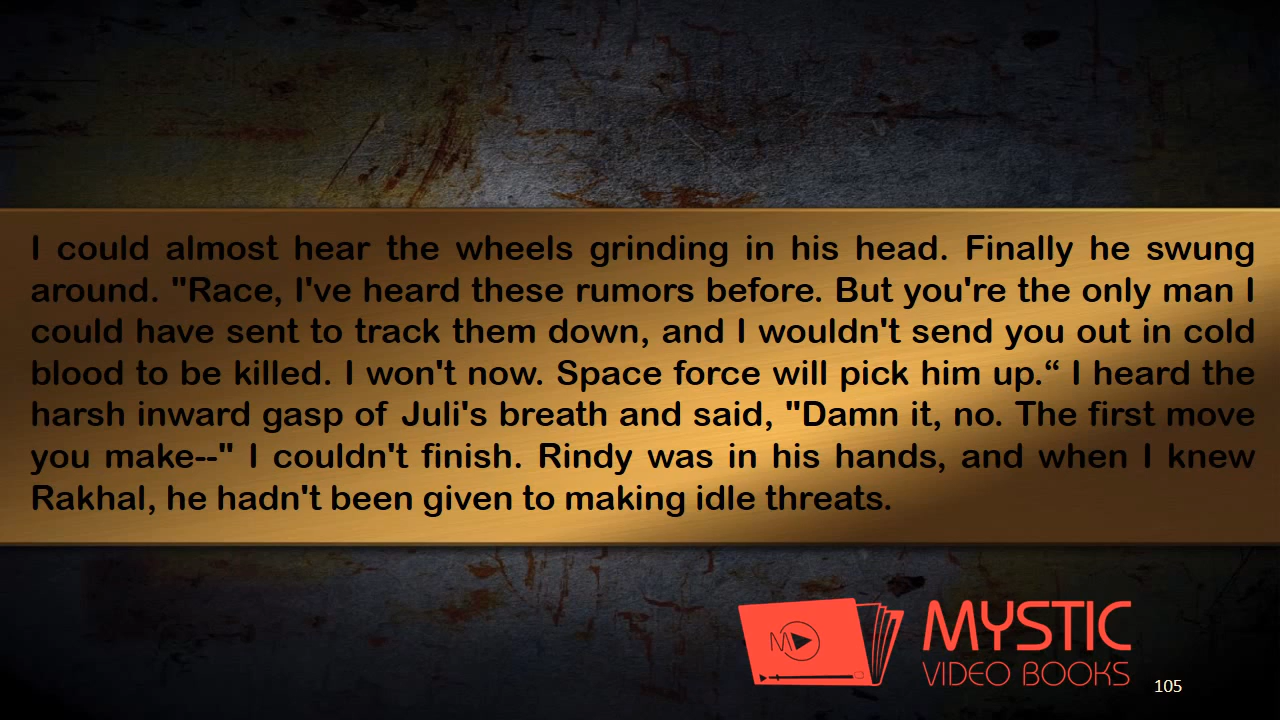 I could almost hear the wheels grinding in his head. Finally he swung
around. "Race, I've heard these rumors before. But you're the only man I
could have sent to track them down, and I wouldn't send you out in cold
blood to be killed. I won't now. Space force will pick him up.“ I heard the
harsh inward gasp of Juli's breath and said, "Damn it, no. The first move
you make--" I couldn't finish. Rindy was in his hands, and when I knew
Rakhal, he hadn't been given to making idle threats.
M
MYSTIC
VIDEO BOOKS
105